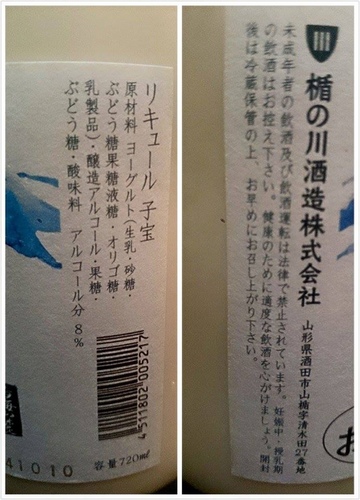 リキュール 子宝
原材料 ヨーグルト(生乳・砂糖・
ぶどう糖果糖液糖・オリゴ糖・
乳製品)・醸造アルコール・果糖・
ぶどう糖・酸味料 アルコール分 8%
4511802005217
41010
容量720ml
楯の川酒造株式会社
山形県酒田市山楯字清水田27番地
未成年者の飲酒及び飲酒運転は法律で禁止されています。妊娠中・授乳期
の飲酒はお控え下さい。健康のために適度な飲酒を心がけましょう。開封
後は冷蔵保管の上、お早めにお召し上がり下さい。
お